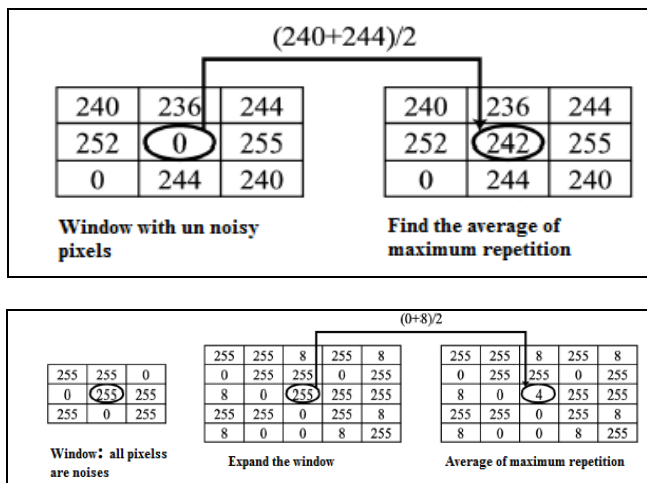 (240+244)/2
240 236 244 240 236 244
252 0 255 252 242 255
0 244 240 0 244 240
Window with un noisy Find the average of
pixels maximum repetition
(0+8)/2
255 255 8 255 8 255 255 8 255 8
255 255 0 0 255 255 0 255 0 255 255 0 255
0 255 255 8 0 255 255 255 8 0 4 255 255
255 0 255 255 255 0 255 8 255 255 0 255 8
8 0 0 8 255 8 0 0 8 255
Window: all pixelss
are noises Expand the window Average of maximum repetition